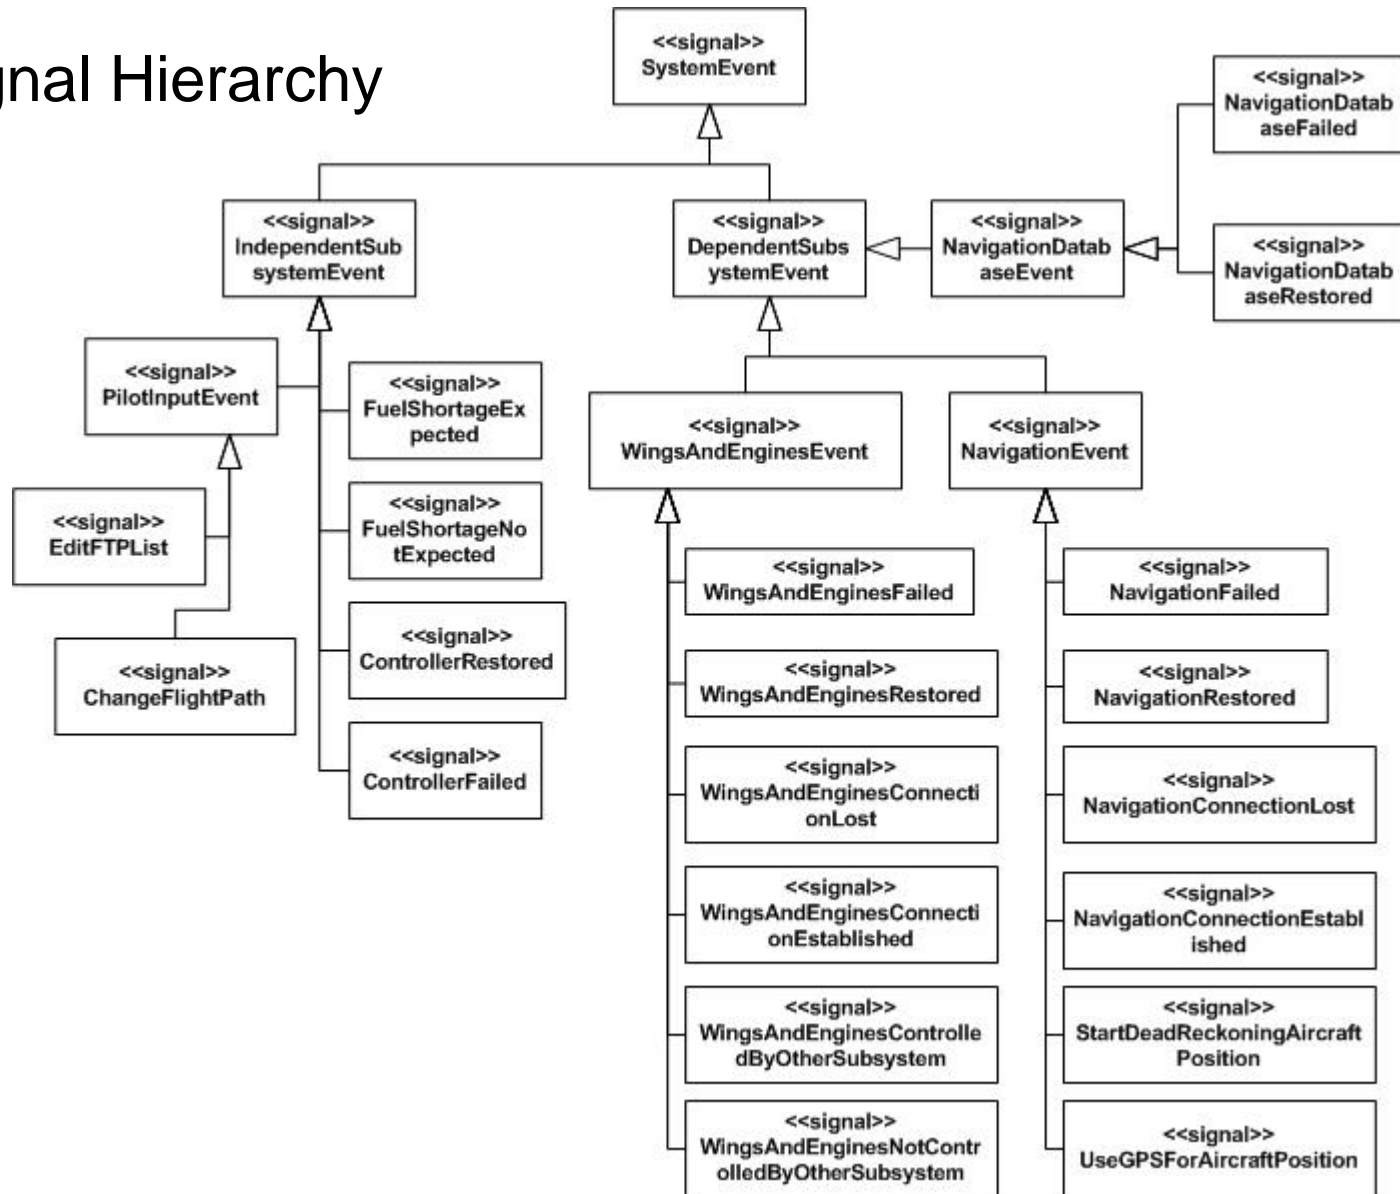 gnal Hierarchy
<<signal>>
SystemEvent
<<signal>>
NavigationDatab
aseFailed
<<signal>>
IndependentSub
systemEvent
<<signal>>
DependentSubs
ystemEvent
<<signal>>
NavigationDatab
aseEvent
<<signal>>
NavigationDatab
aseRestored
<<signal>>
PilotInputEvent
<<signal>>
FuelShortageEx
pected
<<signal>>
WingsAndEnginesEvent
<<signal>>
NavigationEvent
<<signal>>
EditFTPList
<<signal>>
FuelShortageNo
tExpected
<<signal>>
ChangeFlightPath
<<signal>>
ControllerRestored
<<signal>>
ControllerFailed
<<signal>>
WingsAndEnginesFailed
<<signal>>
WingsAndEnginesRestored
<<signal>>
WingsAndEnginesConnecti
onLost
<<signal>>
WingsAndEnginesConnecti
onEstablished
<<signal>>
WingsAndEnginesControlle
dByOtherSubsystem
<<signal>>
WingsAndEnginesNotContr
olledByOtherSubsystem
<<signal>>
NavigationFailed
<<signal>>
NavigationRestored
<<signal>>
NavigationConnectionLost
<<signal>>
NavigationConnectionEstabl
ished
<<signal>>
StartDeadReckoningAircraft
Position
<<signal>>
UseGPSForAircraftPosition